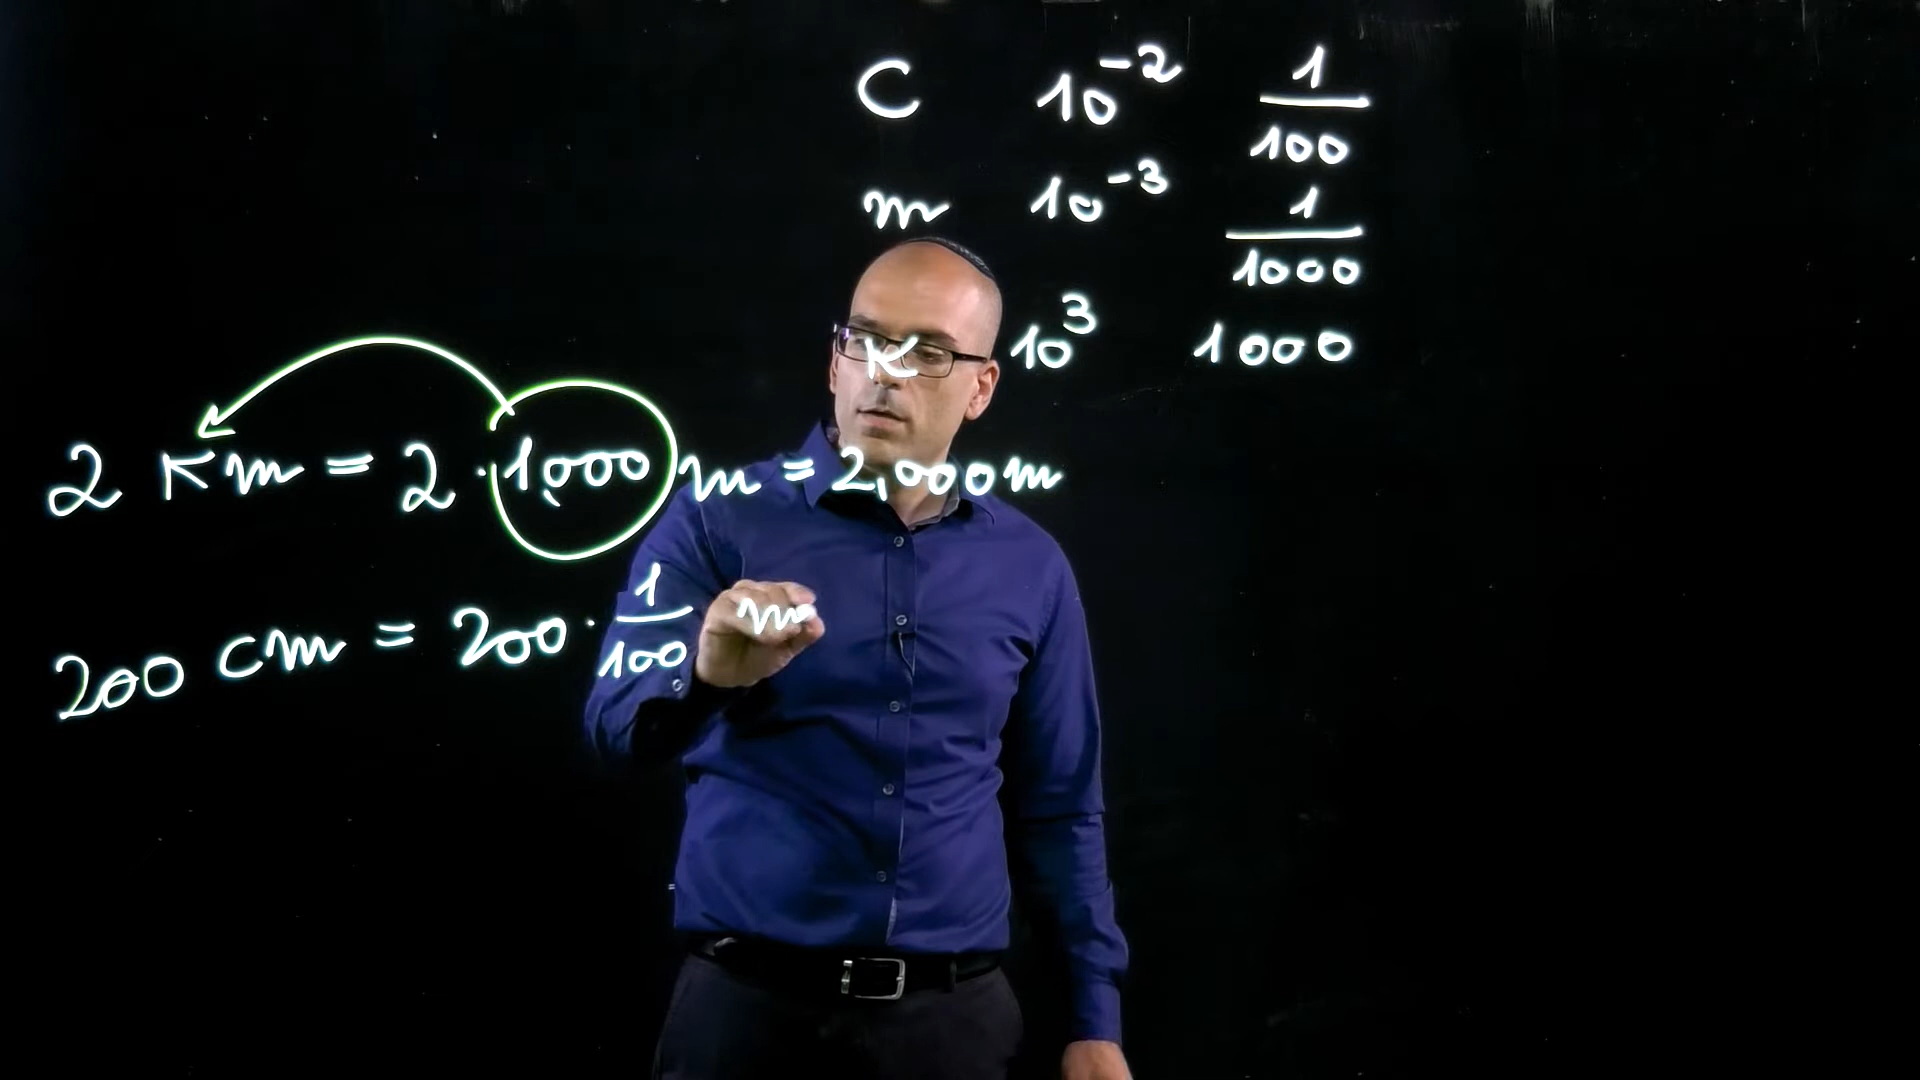 C 10⁻² 1/100
m 10⁻³ 1/1000
K 10³ 1000
2 Km = 2 · 1,000 m = 2,000 m
200 cm = 200 · 1/100 m